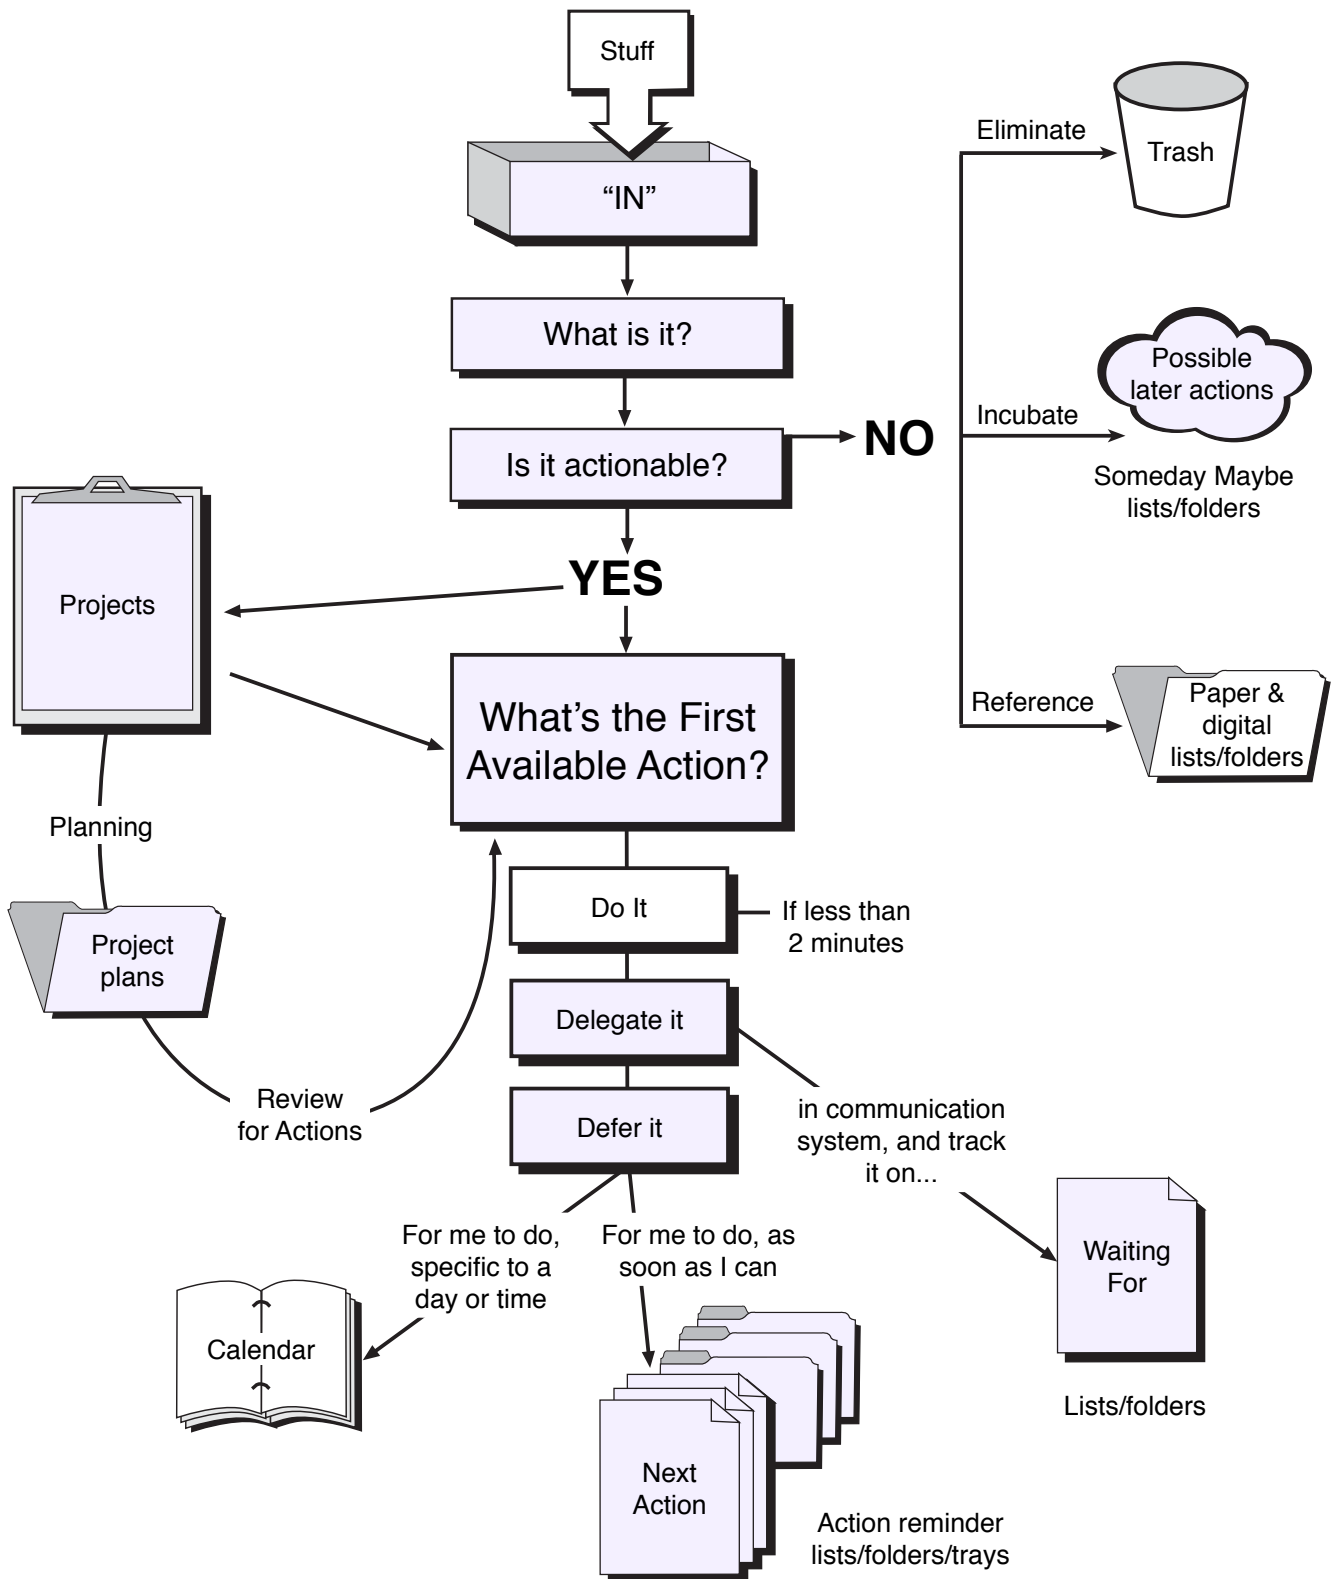 Stuff
“IN”
What is it?
Is it actionable?
NO
Eliminate
Trash
Incubate
Possible
later actions
Someday Maybe
lists/folders
Reference
Paper &
digital
lists/folders
YES
Projects
Planning
Project
plans
Review
for Actions
What’s the First
Available Action?
Do It
If less than
2 minutes
Delegate it
in communication
system, and track
it on...
Waiting
For
Lists/folders
Defer it
For me to do,
specific to a
day or time
Calendar
For me to do, as
soon as I can
Next
Action
Action reminder
lists/folders/trays